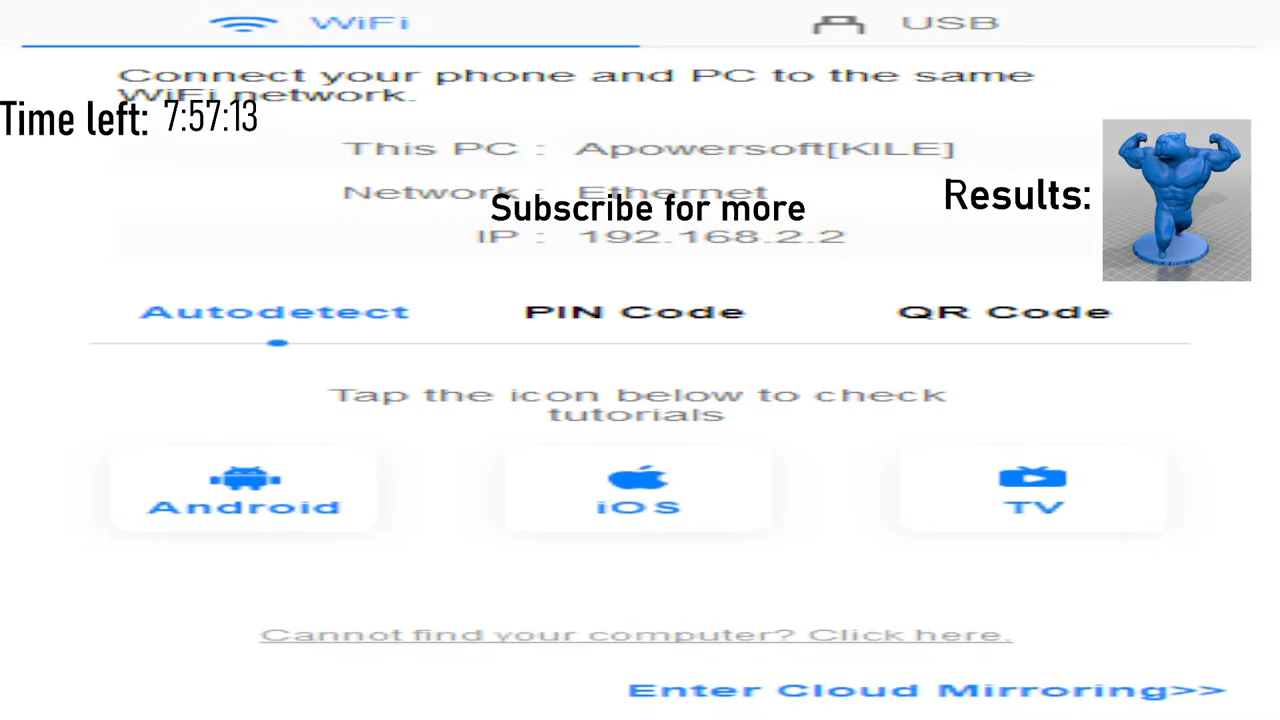 WiFi
USB
Connect your phone and PC to the same
WiFi network.
Time left: 7:57:13
This PC : Apowersoft[KILE]
Network : Ethernet
Results:
Subscribe for more
IP : 192.168.2.2
Autodetect
PIN Code
QR Code
Tap the icon below to check
tutorials
Android
iOS
TV
Cannot find your computer? Click here.
Enter Cloud Mirroring>>